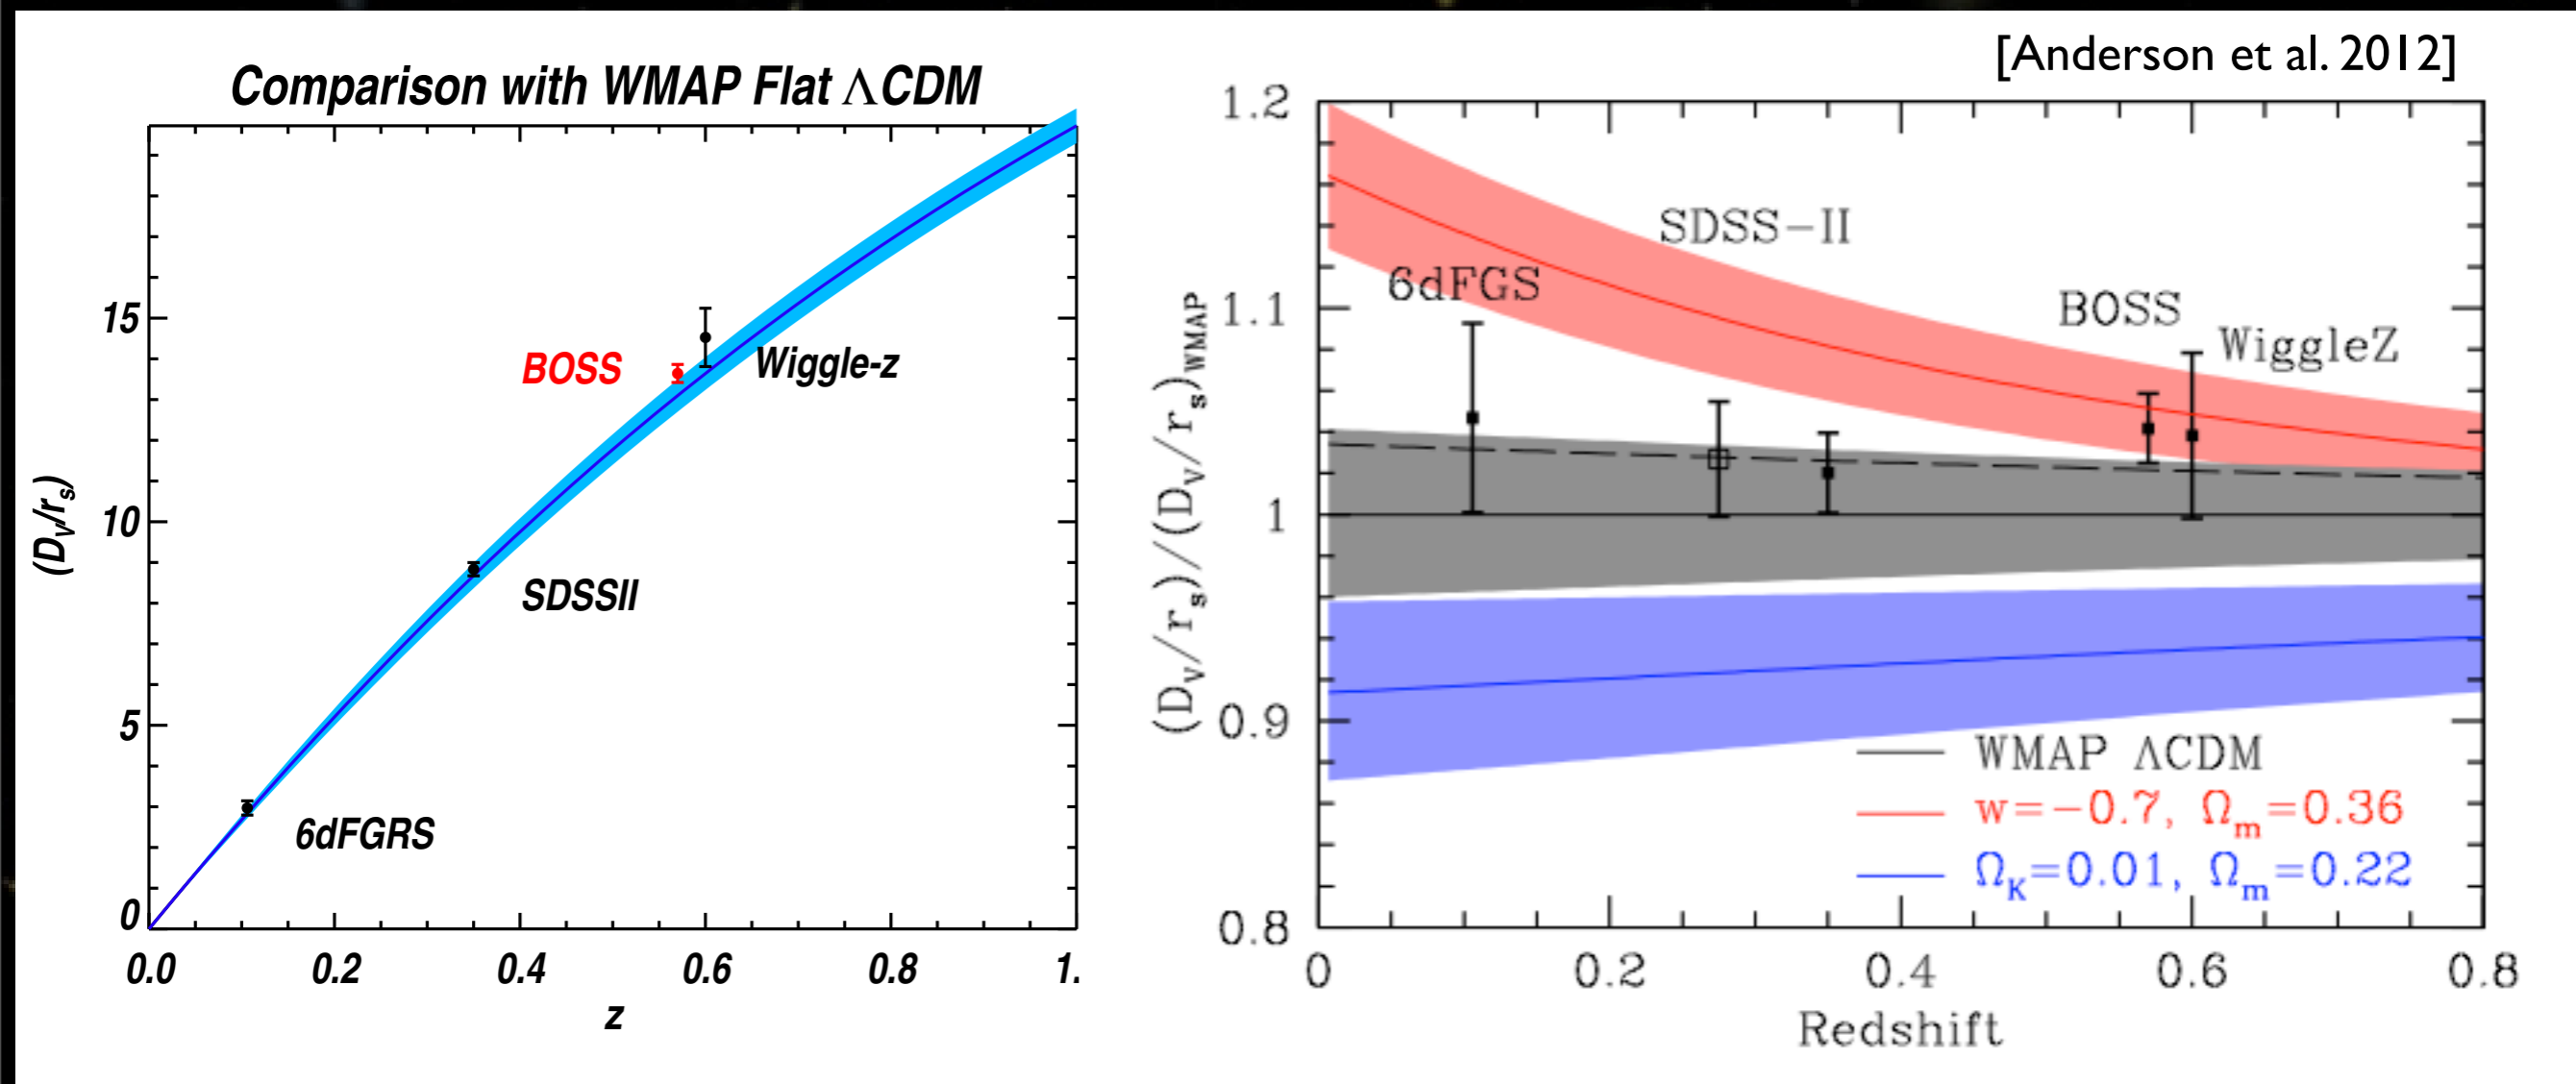 [Anderson et al. 2012]
Comparison with WMAP Flat ΛCDM
(D_V/r_s)
15
10
5
0
BOSS
Wiggle-z
SDSSII
6dFGRS
0.0 0.2 0.4 0.6 0.8 1.
z
(D_V/r_s)/(D_V/r_s)_WMAP
1.2
1.1
1
0.9
0.8
SDSS-II
6dFGS
BOSS
WiggleZ
WMAP ΛCDM
w=-0.7, Ω_m=0.36
Ω_K=0.01, Ω_m=0.22
0 0.2 0.4 0.6 0.8
Redshift